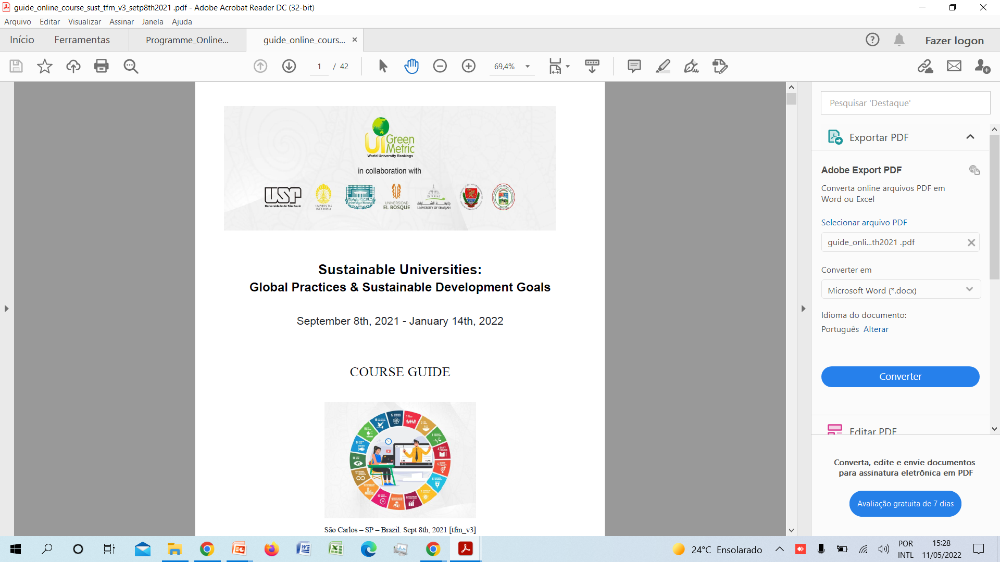 guide_online_course_sust_tfm_v3_setp8th2021 .pdf - Adobe Acrobat Reader DC (32-bit)
Arquivo Editar Visualizar Assinar Janela Ajuda
Início Ferramentas Programme_Online... guide_online_cours... Fazer logon
1 / 42 69,4%
UI Green Metric
World University Rankings
in collaboration with
USP
Universidade de São Paulo
UNIVERSITAS INDONESIA
University of Sousse
UNIVERSIDAD EL BOSQUE
UNIVERSITY OF SHARJAH
Sustainable Universities:
Global Practices & Sustainable Development Goals
September 8th, 2021 - January 14th, 2022
COURSE GUIDE
São Carlos – SP – Brazil. Sept 8th, 2021 [tfm_v3]
Pesquisar 'Destaque'
Exportar PDF
Adobe Export PDF
Converta online arquivos PDF em
Word ou Excel
Selecionar arquivo PDF
guide_onli...th2021 .pdf
Converter em
Microsoft Word (*.docx)
Idioma do documento:
Português Alterar
Converter
Editar PDF
Converta, edite e envie documentos
para assinatura eletrônica em PDF
Avaliação gratuita de 7 dias
24°C Ensolarado
POR
INTL
15:28
11/05/2022